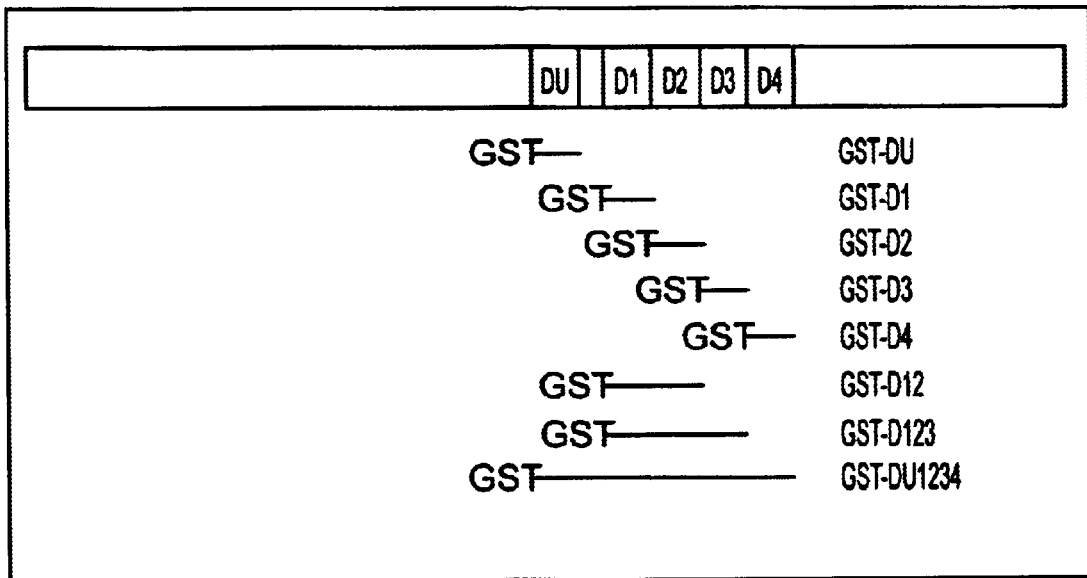 DU D1 D2 D3 D4
GST GST-DU
GST GST-D1
GST GST-D2
GST GST-D3
GST GST-D4
GST GST-D12
GST GST-D123
GST GST-DU1234